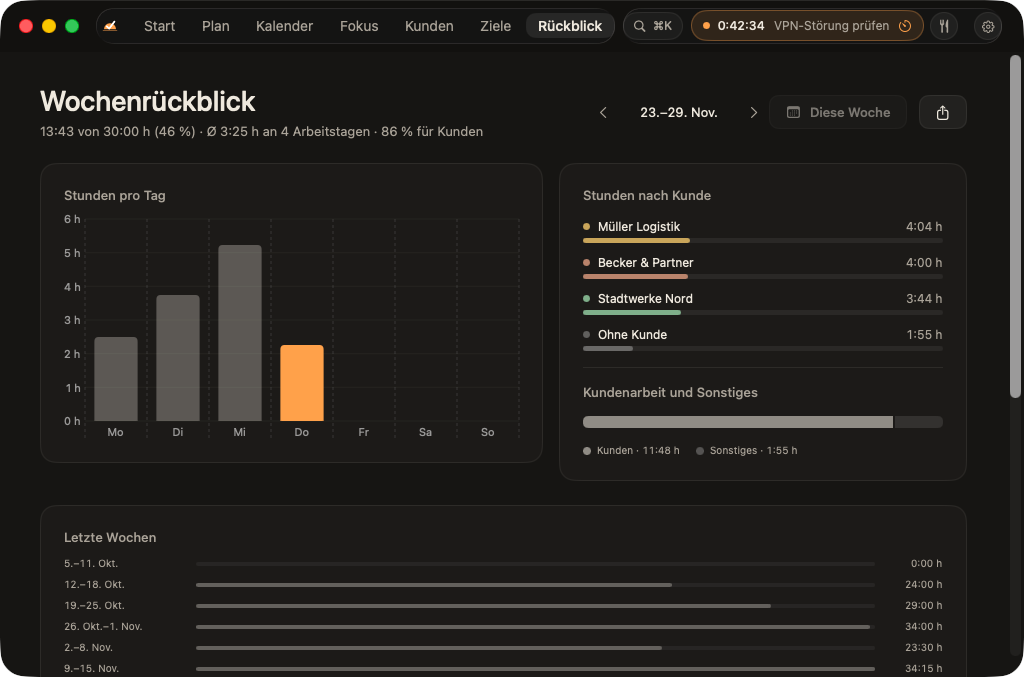 Start Plan Kalender Fokus Kunden Ziele Rückblick ⌘K 0:42:34 VPN-Störung prüfen
Wochenrückblick
13:43 von 30:00 h (46 %) · Ø 3:25 h an 4 Arbeitstagen · 86 % für Kunden
23.–29. Nov.
Diese Woche
Stunden pro Tag
6 h
5 h
4 h
3 h
2 h
1 h
0 h
Mo Di Mi Do Fr Sa So
Stunden nach Kunde
Müller Logistik 4:04 h
Becker & Partner 4:00 h
Stadtwerke Nord 3:44 h
Ohne Kunde 1:55 h
Kundenarbeit und Sonstiges
Kunden · 11:48 h Sonstiges · 1:55 h
Letzte Wochen
5.–11. Okt. 0:00 h
12.–18. Okt. 24:00 h
19.–25. Okt. 29:00 h
26. Okt.–1. Nov. 34:00 h
2.–8. Nov. 23:30 h
9.–15. Nov. 34:15 h